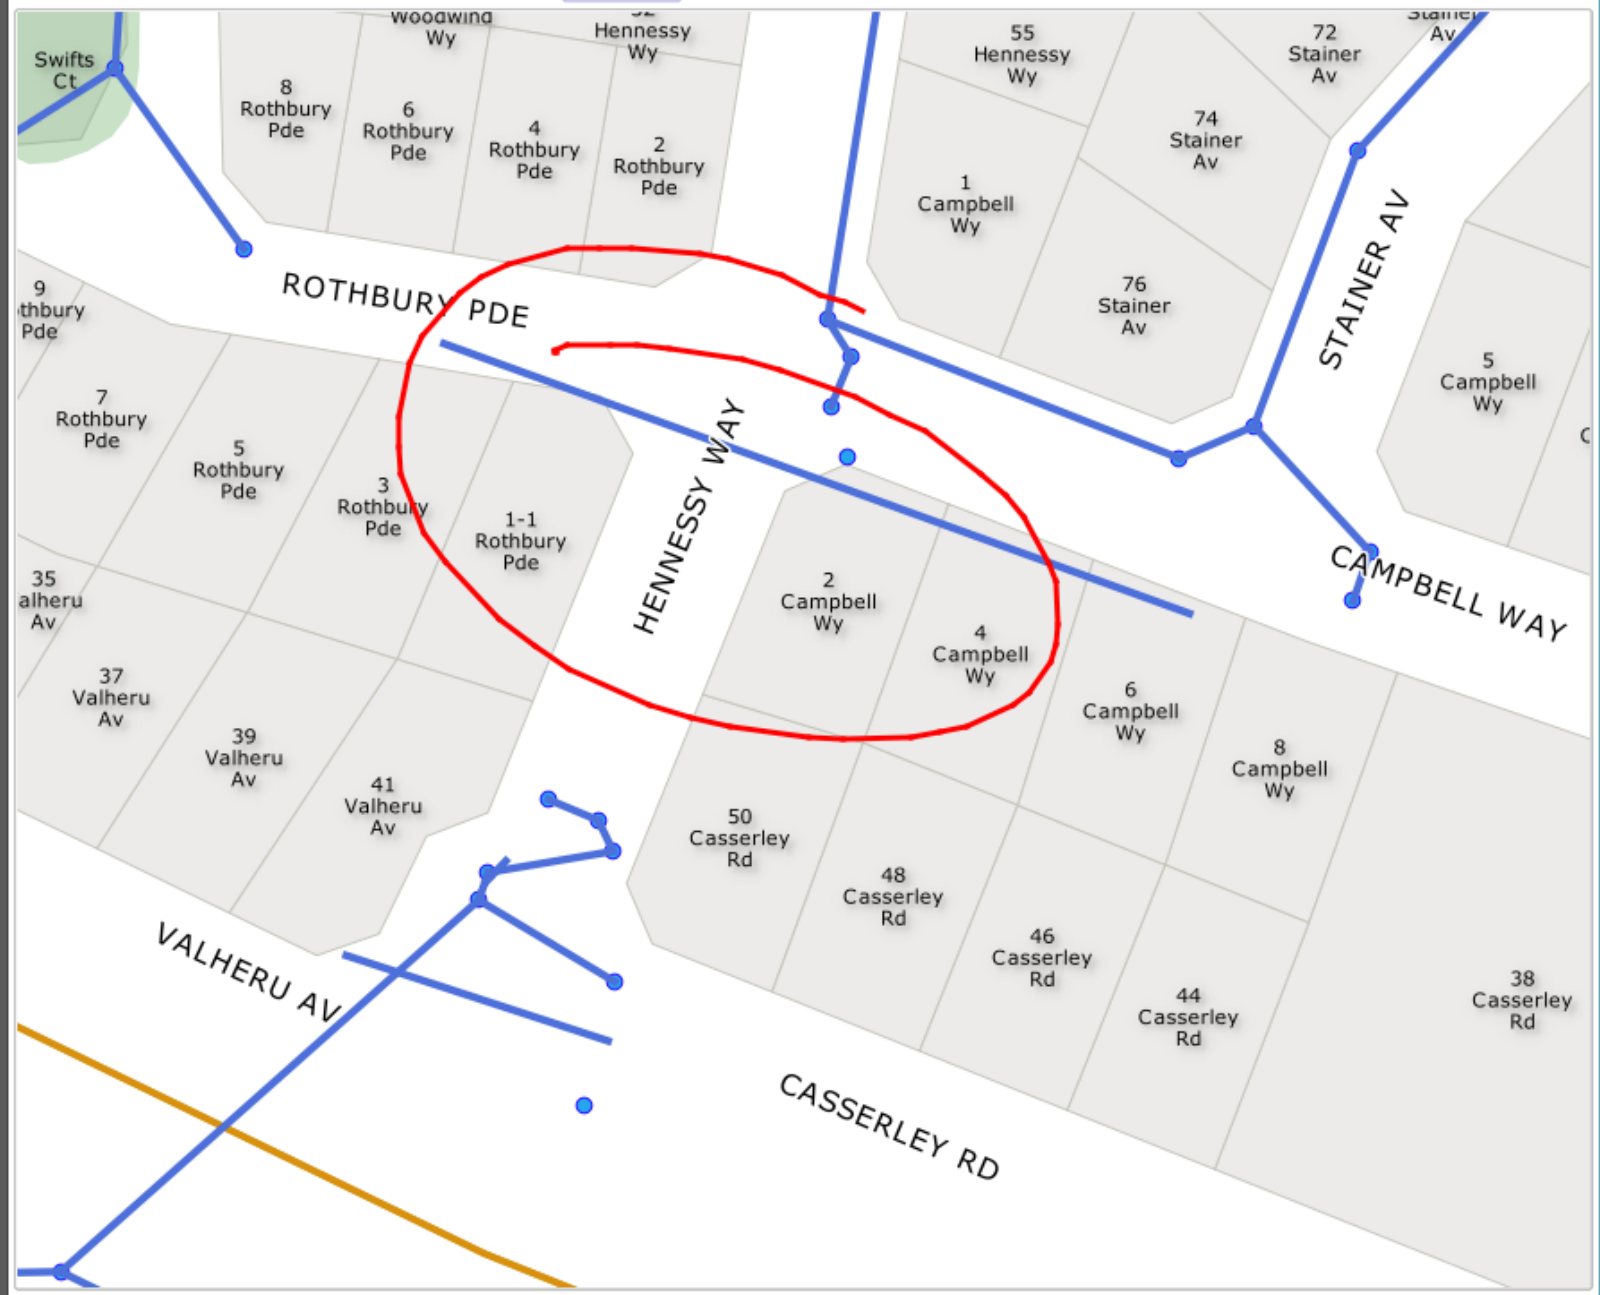 Swifts
Ct
Woodwind
Wy
Hennessy
Wy
55
Hennessy
Wy
72
Stainer
Av
Stainer
Av
8
Rothbury
Pde
6
Rothbury
Pde
4
Rothbury
Pde
2
Rothbury
Pde
74
Stainer
Av
1
Campbell
Wy
76
Stainer
Av
STAINER AV
ROTHBURY PDE
9
thbury
Pde
5
Campbell
Wy
7
Rothbury
Pde
5
Rothbury
Pde
3
Rothbury
Pde
1-1
Rothbury
Pde
HENNESSY WAY
CAMPBELL WAY
35
alheru
Av
2
Campbell
Wy
4
Campbell
Wy
37
Valheru
Av
6
Campbell
Wy
39
Valheru
Av
8
Campbell
Wy
41
Valheru
Av
50
Casserley
Rd
48
Casserley
Rd
46
Casserley
Rd
44
Casserley
Rd
38
Casserley
Rd
VALHERU AV
CASSERLEY RD